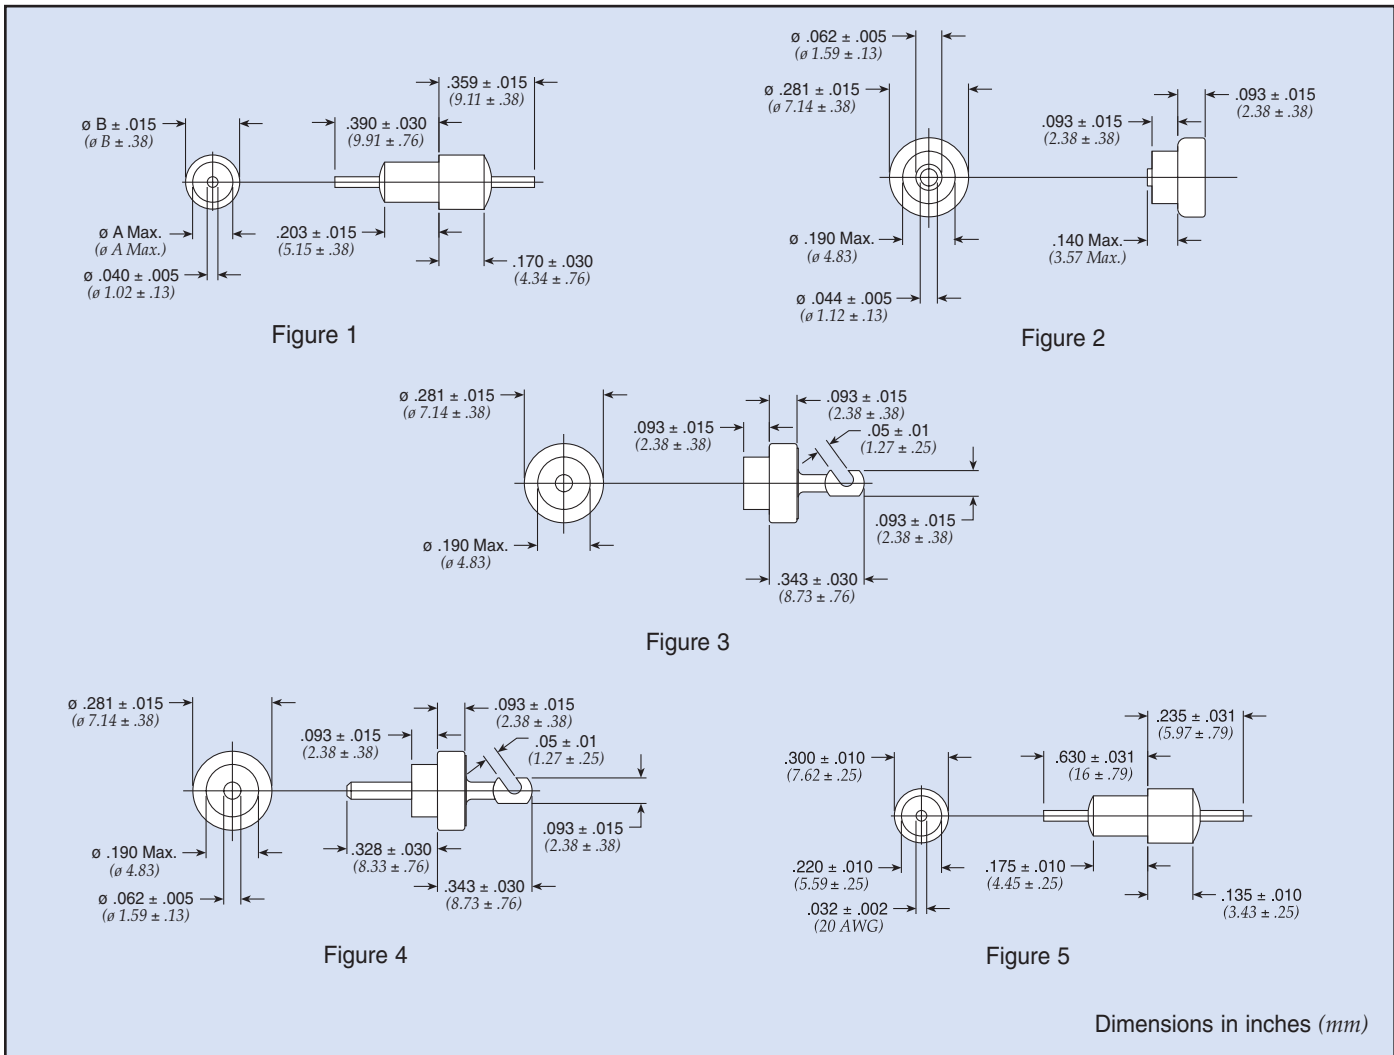 .359 ± .015
(9.11 ± .38)
ø B ± .015
(ø B ± .38)
.390 ± .030
(9.91 ± .76)
ø A Max.
(ø A Max.)
.203 ± .015
(5.15 ± .38)
.170 ± .030
(4.34 ± .76)
ø .040 ± .005
(ø 1.02 ± .13)
Figure 1
ø .062 ± .005
(ø 1.59 ± .13)
ø .281 ± .015
(ø 7.14 ± .38)
.093 ± .015
(2.38 ± .38)
.093 ± .015
(2.38 ± .38)
ø .190 Max.
(ø 4.83)
.140 Max.
(3.57 Max.)
ø .044 ± .005
(ø 1.12 ± .13)
Figure 2
ø .281 ± .015
(ø 7.14 ± .38)
.093 ± .015
(2.38 ± .38)
.093 ± .015
(2.38 ± .38)
.05 ± .01
(1.27 ± .25)
.093 ± .015
(2.38 ± .38)
ø .190 Max.
(ø 4.83)
.343 ± .030
(8.73 ± .76)
Figure 3
ø .281 ± .015
(ø 7.14 ± .38)
.093 ± .015
(2.38 ± .38)
.093 ± .015
(2.38 ± .38)
.05 ± .01
(1.27 ± .25)
.093 ± .015
(2.38 ± .38)
ø .190 Max.
(ø 4.83)
.328 ± .030
(8.33 ± .76)
.343 ± .030
(8.73 ± .76)
ø .062 ± .005
(ø 1.59 ± .13)
Figure 4
.235 ± .031
(5.97 ± .79)
.300 ± .010
(7.62 ± .25)
.630 ± .031
(16 ± .79)
.220 ± .010
(5.59 ± .25)
.175 ± .010
(4.45 ± .25)
.135 ± .010
(3.43 ± .25)
.032 ± .002
(20 AWG)
Figure 5
Dimensions in inches (mm)